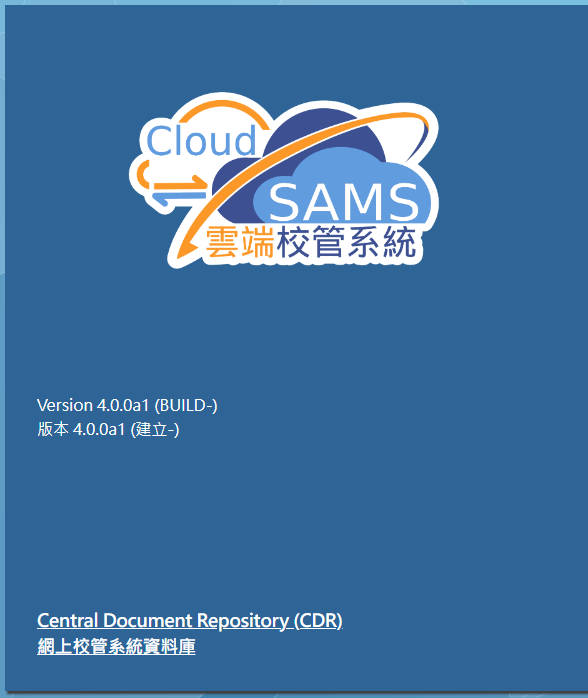 Cloud
SAMS
雲端校管系統
Version 4.0.0a1 (BUILD-)
版本 4.0.0a1 (建立-)
Central Document Repository (CDR)
網上校管系統資料庫